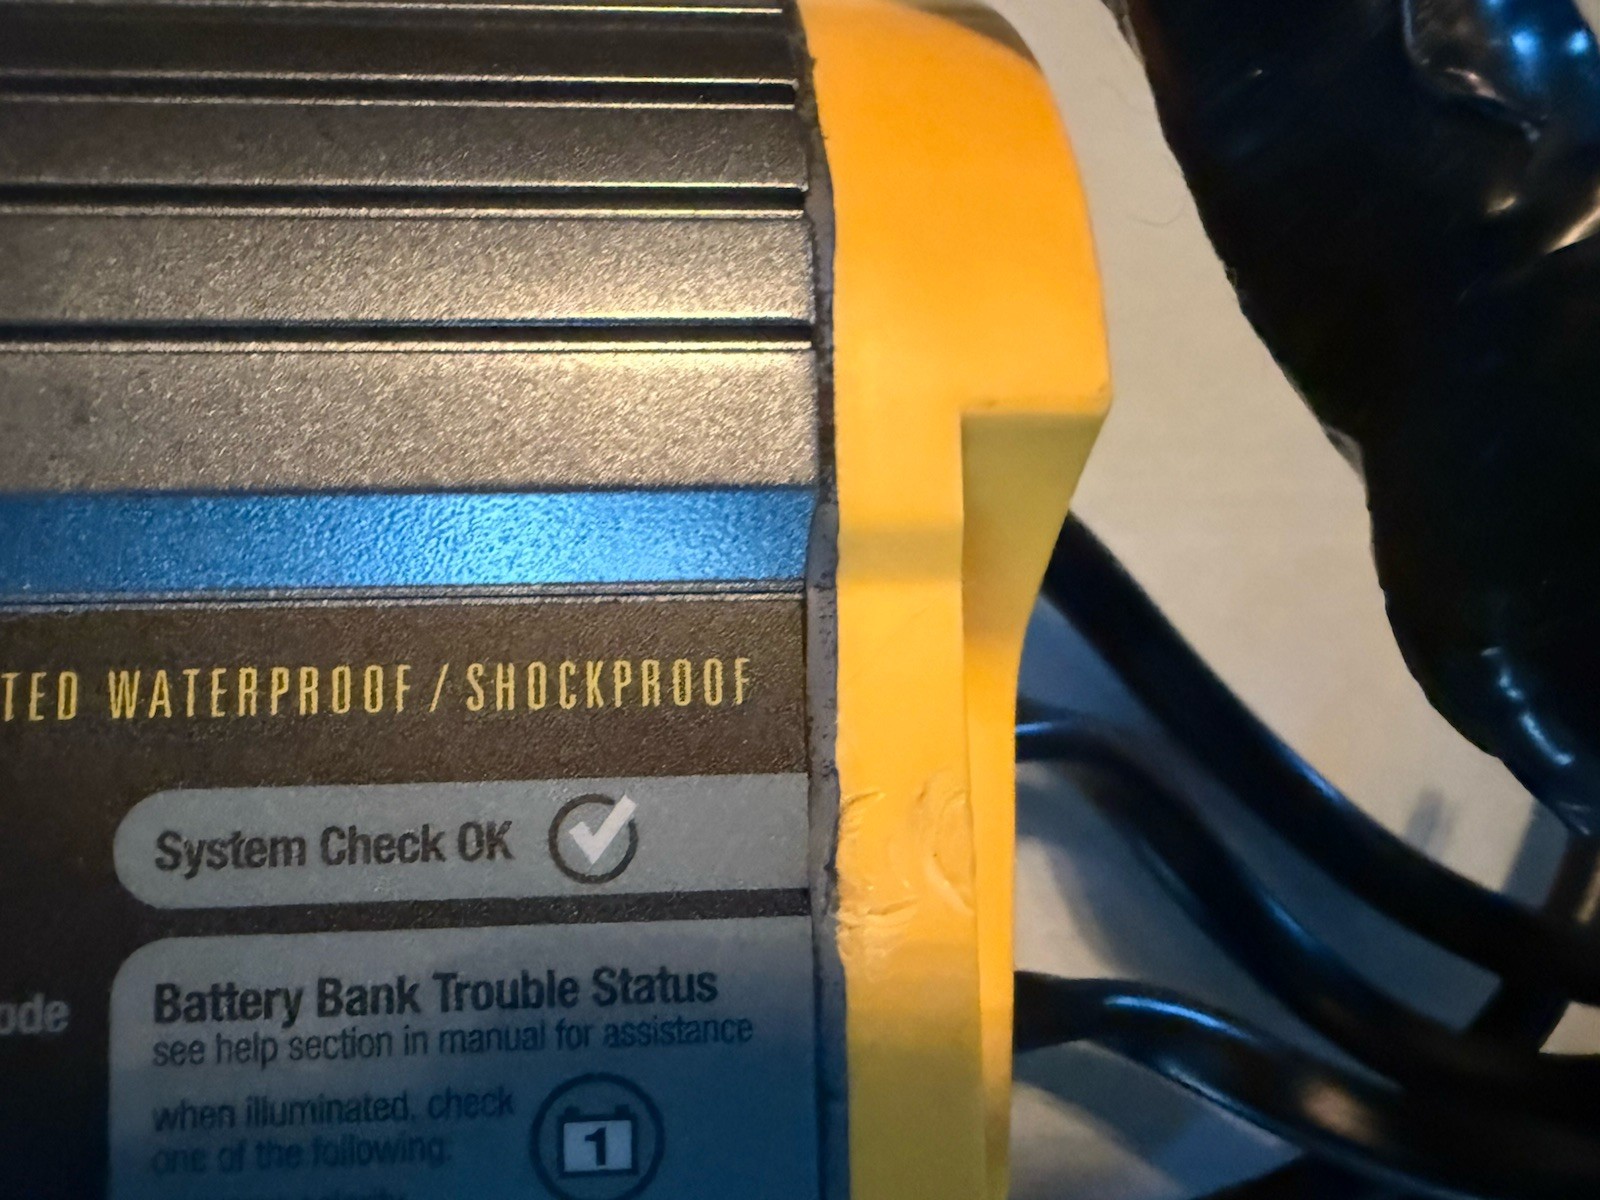 TED WATERPROOF / SHOCKPROOF
System Check OK
ode
Battery Bank Trouble Status
see help section in manual for assistance
when illuminated, check
one of the following:
1